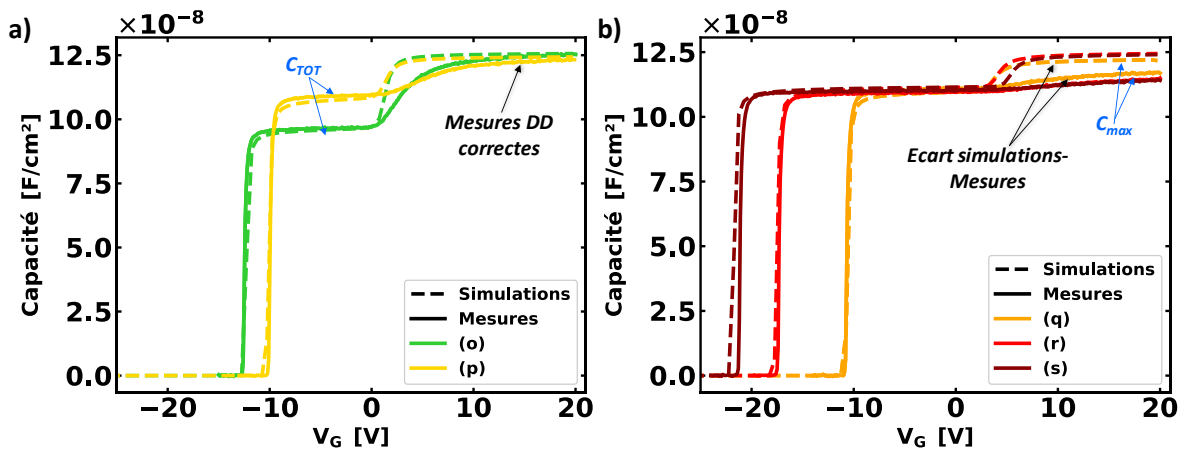 a)
×10−8
Capacité [F/cm²]
12.5
10.0
7.5
5.0
2.5
0.0
C_TOT
Mesures DD
correctes
Simulations
Mesures
(o)
(p)
−20
−10
0
10
20
V_G [V]
b)
×10−8
Capacité [F/cm²]
12.5
10.0
7.5
5.0
2.5
0.0
C_max
Ecart simulations-
Mesures
Simulations
Mesures
(q)
(r)
(s)
−20
−10
0
10
20
V_G [V]